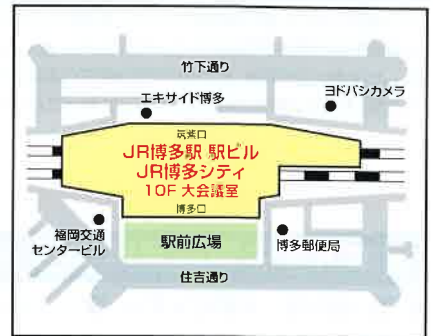 竹下通り
エキサイド博多
ヨドバシカメラ
筑紫口
JR博多駅 駅ビル
JR博多シティ
10F 大会議室
博多口
福岡交通
センタービル
駅前広場
博多郵便局
住吉通り